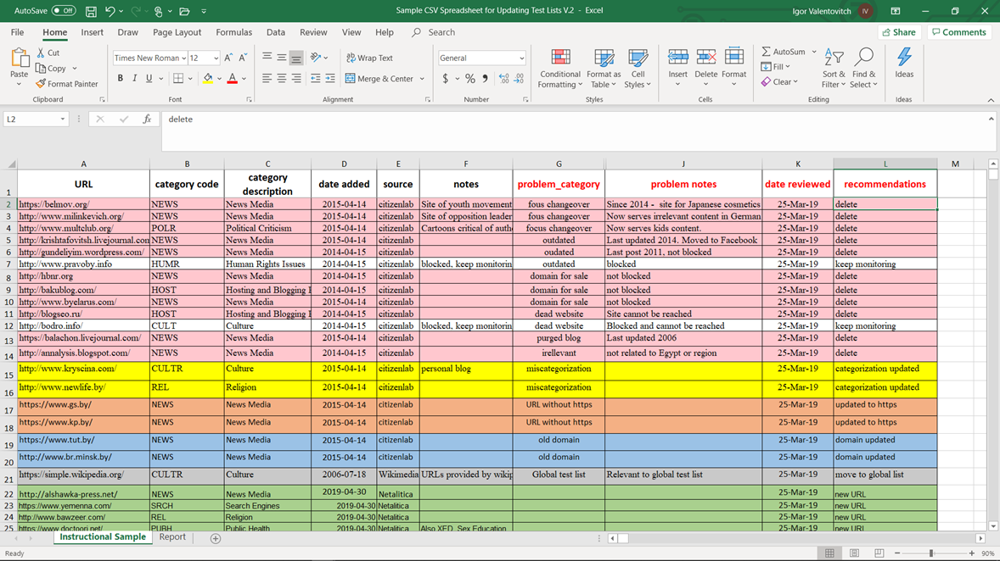 AutoSave Off Sample CSV Spreadsheet for Updating Test Lists V.2 - Excel Igor Valentovitch IV
File Home Insert Draw Page Layout Formulas Data Review View Help Search Share Comments
Paste Cut Copy Format Painter Clipboard
Times New Roman 12 B I U Font
Wrap Text Merge & Center Alignment
General $ % Number
Conditional Formatting Format as Table Cell Styles Styles
Insert Delete Format Cells
AutoSum Fill Clear Sort & Filter Find & Select Editing
Ideas Ideas
L2 fx delete
A B C D E F G J K L M
1 URL category code category description date added source notes problem_category problem notes date reviewed recommendations
2 https://belmov.org/ NEWS News Media 2015-04-14 citizenlab Site of youth movement fous changeover Since 2014 - site for Japanese cosmetics 25-Mar-19 delete
3 http://www.milinkevich.org/ NEWS News Media 2015-04-14 citizenlab Site of opposition leader fous changeover Now serves irrelevant content in German 25-Mar-19 delete
4 http://www.multclub.org/ POLR Political Criticism 2015-04-14 citizenlab Cartoons critical of auth focus changeover Now serves kids content. 25-Mar-19 delete
5 http://krishtafovitsh.livejournal.con NEWS News Media 2015-04-14 citizenlab outdated Last updated 2014. Moved to Facebook 25-Mar-19 delete
6 http://gundeliyim.wordpress.com/ NEWS News Media 2014-04-15 citizenlab oudated Last post 2011, not blocked 25-Mar-19 delete
7 http://www.pravoby.info HUMR Human Rights Issues 2014-04-15 citizenlab blocked, keep monitorin outdated blocked 25-Mar-19 keep monitoring
8 http://hbnr.org NEWS News Media 2014-04-15 citizenlab domain for sale not blocked 25-Mar-19 delete
9 http://bakublog.com/ HOST Hosting and Blogging 2014-04-15 citizenlab domain for sale not blocked 25-Mar-19 delete
10 http://www.byelarus.com/ NEWS News Media 2015-04-14 citizenlab domain for sale not blocked 25-Mar-19 delete
11 http://blogseo.ru/ HOST Hosting and Blogging 2014-04-15 citizenlab dead website Site cannot be reached 25-Mar-19 delete
12 http://bodro.info/ CULT Culture 2014-04-15 citizenlab blocked, keep monitorin dead website Blocked and cannot be reached 25-Mar-19 keep monitoring
13 https://balachon.livejournal.com/ NEWS News Media 2014-04-15 citizenlab purged blog Last updated 2006 25-Mar-19 delete
14 http://annalysis.blogspot.com/ NEWS News Media 2014-04-15 citizenlab irellevant not related to Egypt or region 25-Mar-19 delete
15 http://www.kryscina.com/ CULTR Culture 2015-04-14 citizenlab personal blog miscategorization 25-Mar-19 categorization updated
16 http://www.newlife.by/ REL Religion 2015-04-14 citizenlab miscategorization 25-Mar-19 categorization updated
17 https://www.gs.by/ NEWS News Media 2015-04-14 citizenlab URL without https 25-Mar-19 updated to https
18 https://www.kp.by/ NEWS News Media 2015-04-14 citizenlab URL without https 25-Mar-19 updated to https
19 https://www.tut.by/ NEWS News Media 2015-04-14 citizenlab old domain 25-Mar-19 domain updated
20 http://www.br.minsk.by/ NEWS News Media 2015-04-14 citizenlab old domain 25-Mar-19 domain updated
21 https://simple.wikipedia.org/ CULTR Culture 2006-07-18 Wikimedia URLs provided by wikip Global test list Relevant to global test list 25-Mar-19 move to global list
22 http://alshawka-press.net/ NEWS News Media 2019-04-30 Netalitica 25-Mar-19 new URL
23 https://www.yemenna.com/ SRCH Search Engines 2019-04-30 Netalitica 25-Mar-19 new URL
24 http://www.bawzeer.com/ REL Religion 2019-04-30 Netalitica 25-Mar-19 new URL
25 https://www.doctoori.net/ PUBH Public Health 2019-04-30 Netalitica Also XED, Sex Education 25-Mar-19 new URL
Instructional Sample Report
Ready 90%